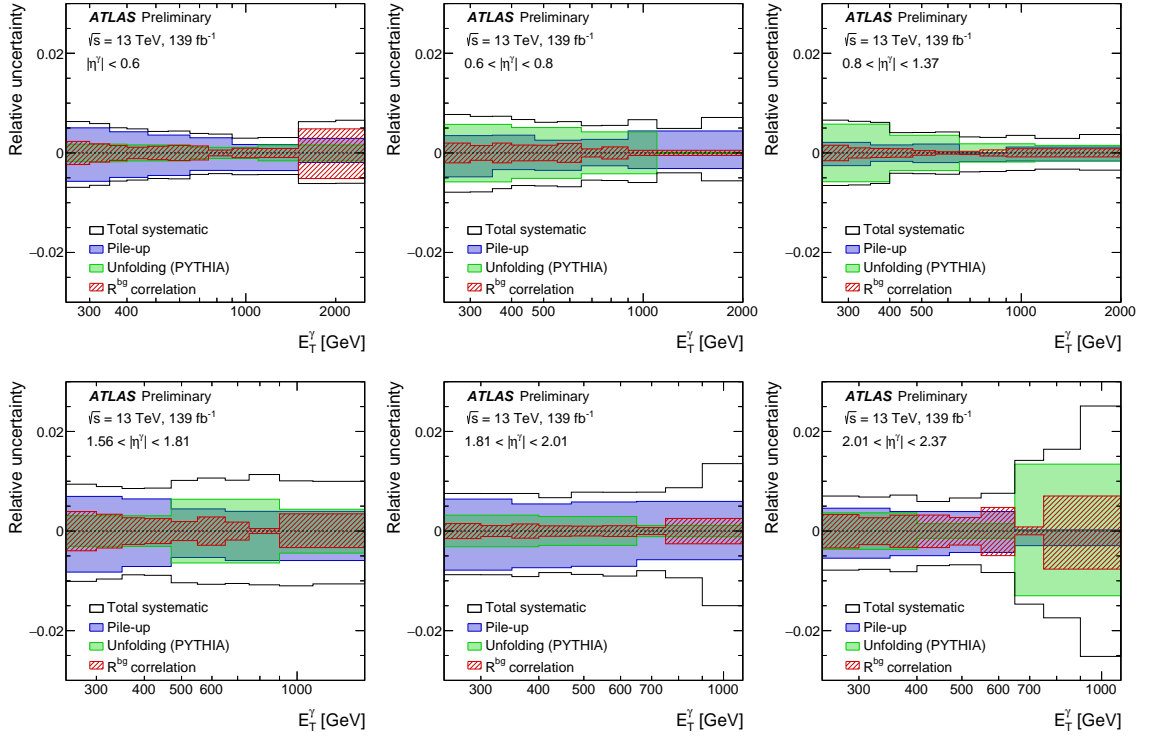 Relative uncertainty
0.02
0
−0.02
ATLAS Preliminary
√s = 13 TeV, 139 fb⁻¹
|η^γ| < 0.6
Total systematic
Pile-up
Unfolding (PYTHIA)
R^bg correlation
300 400 1000 2000
E_T^γ [GeV]
Relative uncertainty
0.02
0
−0.02
ATLAS Preliminary
√s = 13 TeV, 139 fb⁻¹
0.6 < |η^γ| < 0.8
Total systematic
Pile-up
Unfolding (PYTHIA)
R^bg correlation
300 400 500 1000 2000
E_T^γ [GeV]
Relative uncertainty
0.02
0
−0.02
ATLAS Preliminary
√s = 13 TeV, 139 fb⁻¹
0.8 < |η^γ| < 1.37
Total systematic
Pile-up
Unfolding (PYTHIA)
R^bg correlation
300 400 500 1000 2000
E_T^γ [GeV]
Relative uncertainty
0.02
0
−0.02
ATLAS Preliminary
√s = 13 TeV, 139 fb⁻¹
1.56 < |η^γ| < 1.81
Total systematic
Pile-up
Unfolding (PYTHIA)
R^bg correlation
300 400 500 600 1000
E_T^γ [GeV]
Relative uncertainty
0.02
0
−0.02
ATLAS Preliminary
√s = 13 TeV, 139 fb⁻¹
1.81 < |η^γ| < 2.01
Total systematic
Pile-up
Unfolding (PYTHIA)
R^bg correlation
300 400 500 600 700 1000
E_T^γ [GeV]
Relative uncertainty
0.02
0
−0.02
ATLAS Preliminary
√s = 13 TeV, 139 fb⁻¹
2.01 < |η^γ| < 2.37
Total systematic
Pile-up
Unfolding (PYTHIA)
R^bg correlation
300 400 500 600 700 1000
E_T^γ [GeV]